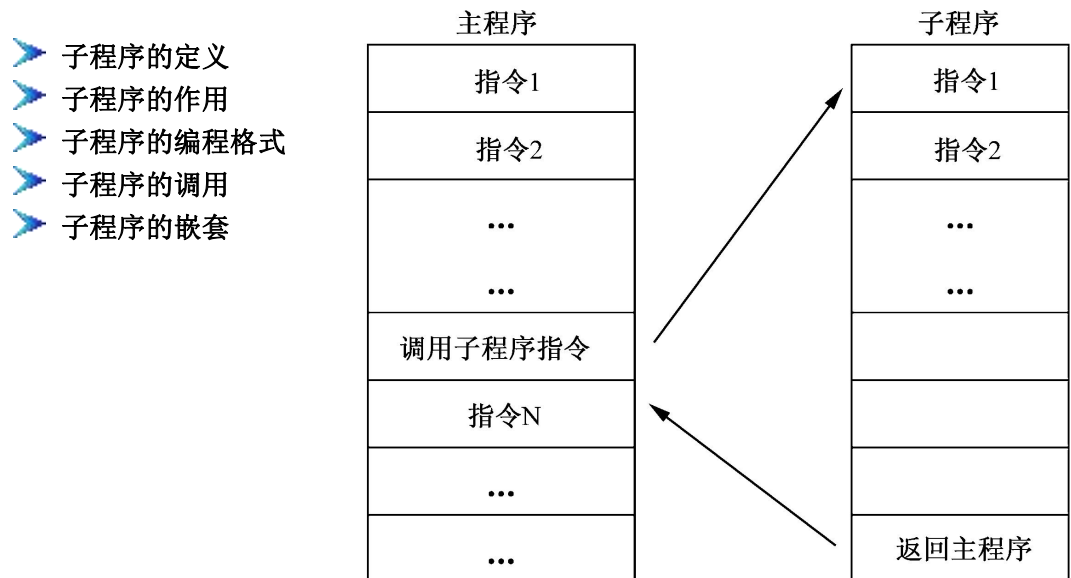 子程序的定义
子程序的作用
子程序的编程格式
子程序的调用
子程序的嵌套
主程序
指令1
指令2
...
...
调用子程序指令
指令N
...
...
子程序
指令1
指令2
...
...
返回主程序